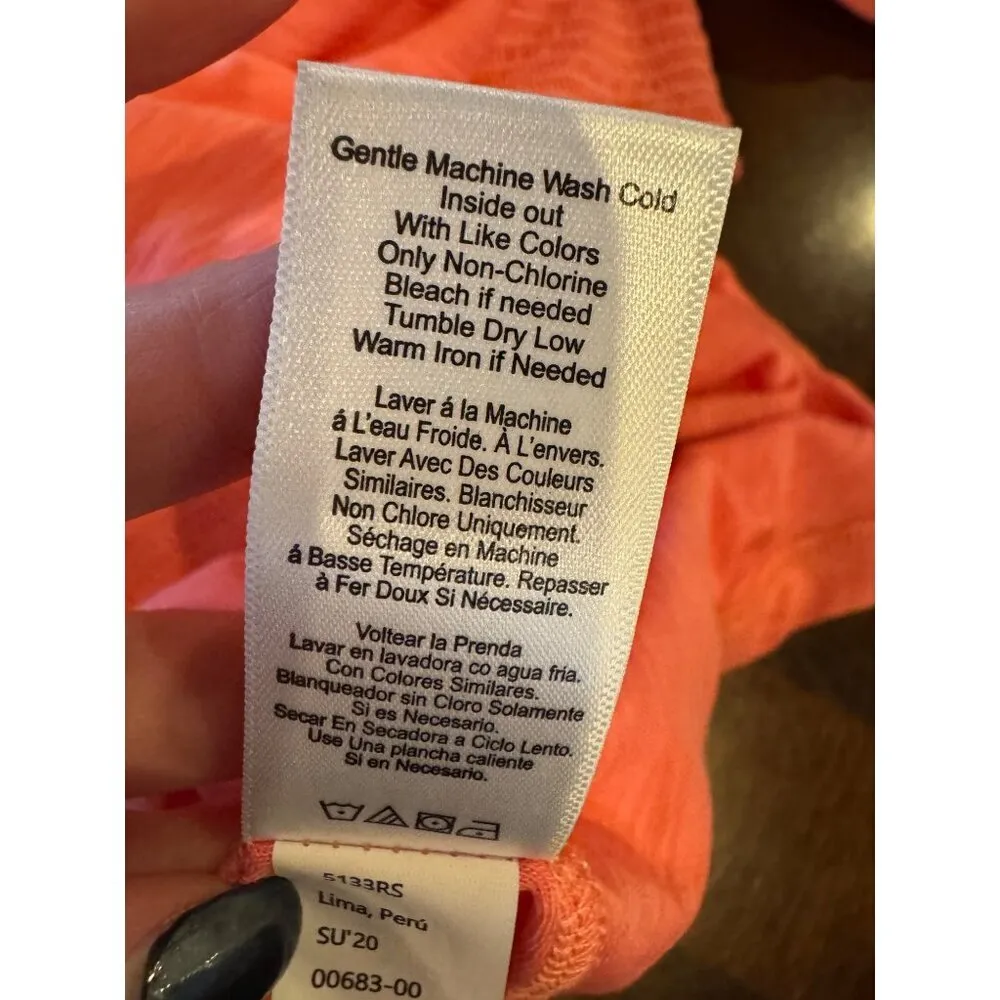 Gentle Machine Wash Cold
Inside out
With Like Colors
Only Non-Chlorine
Bleach if needed
Tumble Dry Low
Warm Iron if Needed
Laver á la Machine
á L'eau Froide. À L'envers.
Laver Avec Des Couleurs
Similaires. Blanchisseur
Non Chlore Uniquement.
Séchage en Machine
á Basse Température. Repasser
à Fer Doux Si Nécessaire.
Voltear la Prenda
Lavar en lavadora co agua fria.
Con Colores Similares.
Blanqueador sin Cloro Solamente
Si es Necesario.
Secar En Secadora a Ciclo Lento.
Use Una plancha caliente
Si en Necesario.
5133RS
Lima, Perú
SU'20
00683-00